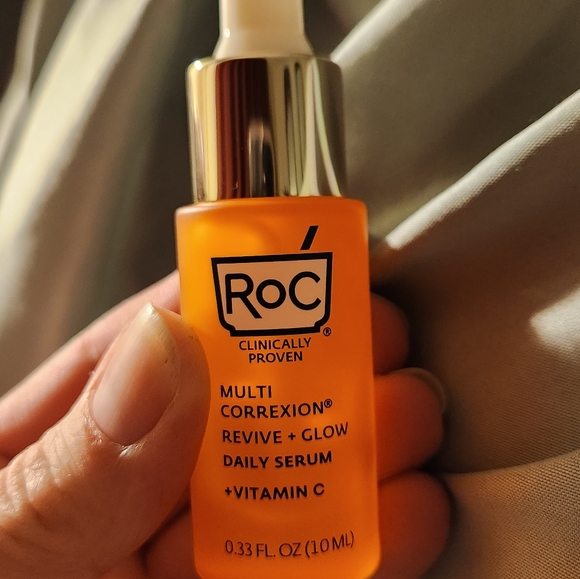 RoC®
CLINICALLY
PROVEN
MULTI
CORREXION®
REVIVE + GLOW
DAILY SERUM
+VITAMIN C
0.33 FL. OZ (10 ML)